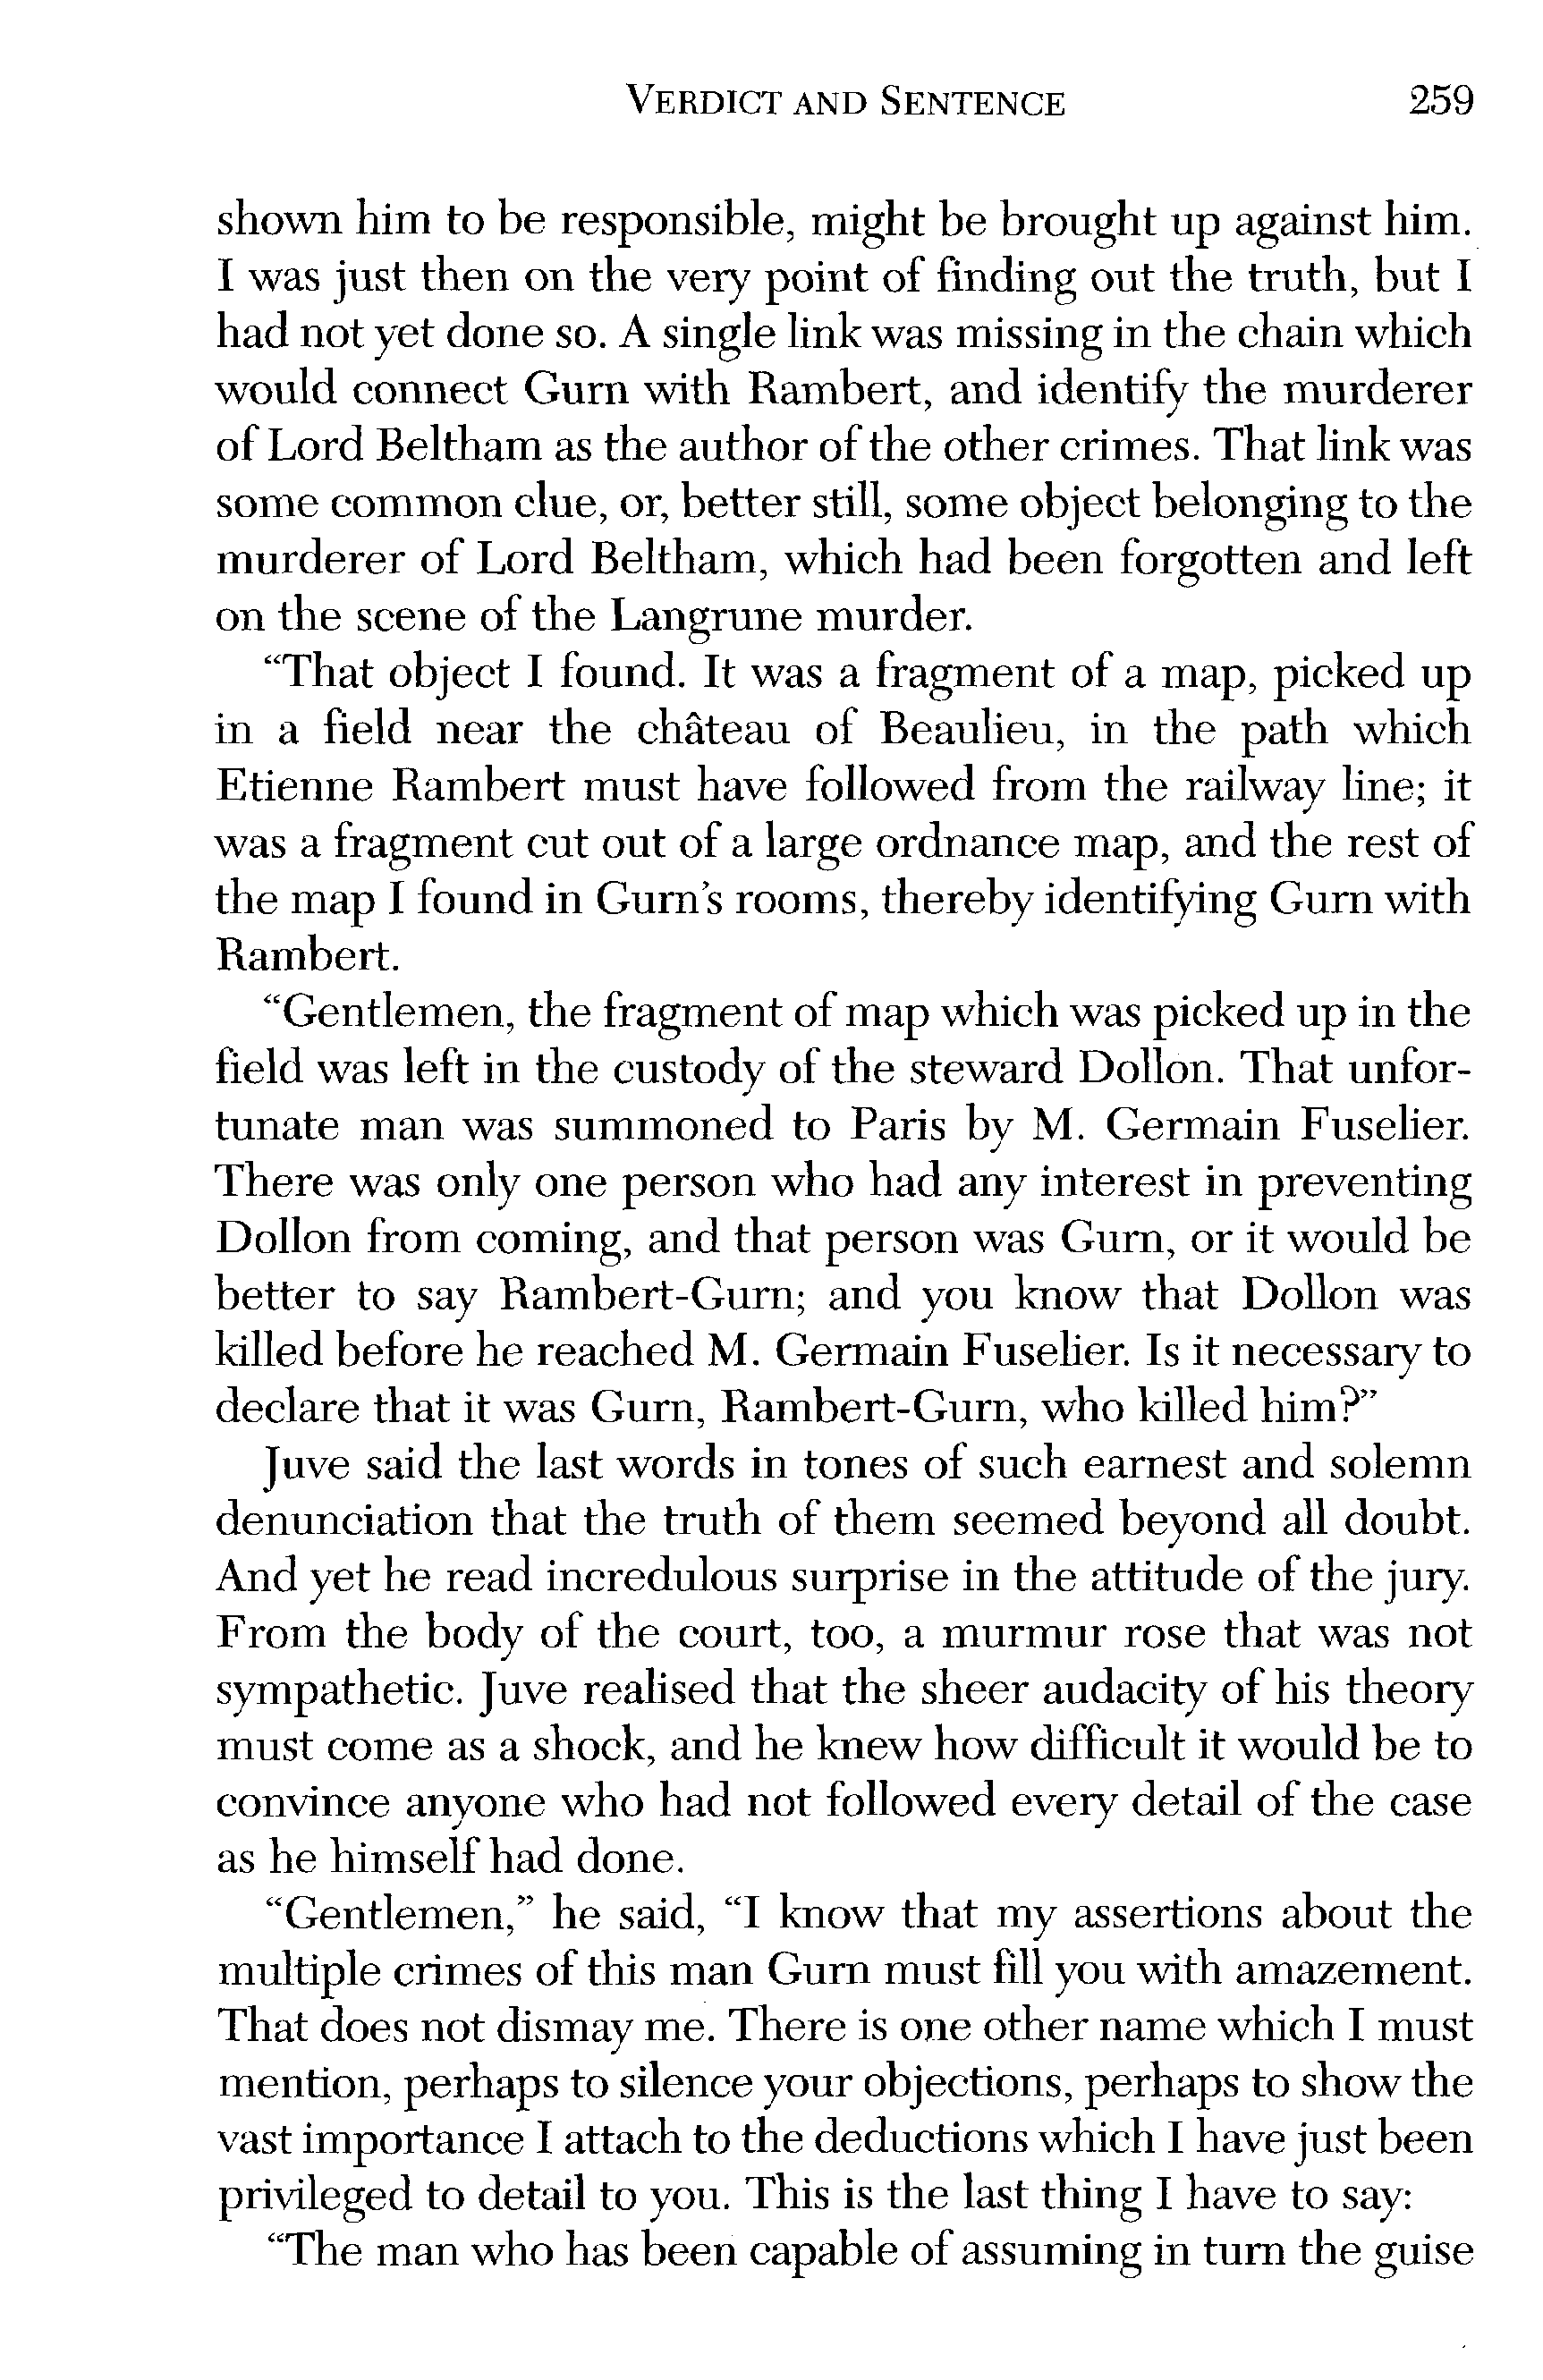 VERDICT AND SENTENCE 259
shown him to be responsible, might be brought up against him.
I was just then on the very point of finding out the truth, but I
had not yet done so. A single link was missing in the chain which
would connect Gurn with Rambert, and identify the murderer
of Lord Beltham as the author of the other crimes. That link was
some common clue, or, better still, some object belonging to the
murderer of Lord Beltham, which had been forgotten and left
on the scene of the Langrune murder.
“That object I found. It was a fragment of a map, picked up
in a field near the château of Beaulieu, in the path which
Etienne Rambert must have followed from the railway line; it
was a fragment cut out of a large ordnance map, and the rest of
the map I found in Gurn’s rooms, thereby identifying Gurn with
Rambert.
“Gentlemen, the fragment of map which was picked up in the
field was left in the custody of the steward Dollon. That unfor-
tunate man was summoned to Paris by M. Germain Fuselier.
There was only one person who had any interest in preventing
Dollon from coming, and that person was Gurn, or it would be
better to say Rambert-Gurn; and you know that Dollon was
killed before he reached M. Germain Fuselier. Is it necessary to
declare that it was Gurn, Rambert-Gurn, who killed him?”
Juve said the last words in tones of such earnest and solemn
denunciation that the truth of them seemed beyond all doubt.
And yet he read incredulous surprise in the attitude of the jury.
From the body of the court, too, a murmur rose that was not
sympathetic. Juve realised that the sheer audacity of his theory
must come as a shock, and he knew how difficult it would be to
convince anyone who had not followed every detail of the case
as he himself had done.
“Gentlemen,” he said, “I know that my assertions about the
multiple crimes of this man Gurn must fill you with amazement.
That does not dismay me. There is one other name which I must
mention, perhaps to silence your objections, perhaps to show the
vast importance I attach to the deductions which I have just been
privileged to detail to you. This is the last thing I have to say:
“The man who has been capable of assuming in turn the guise